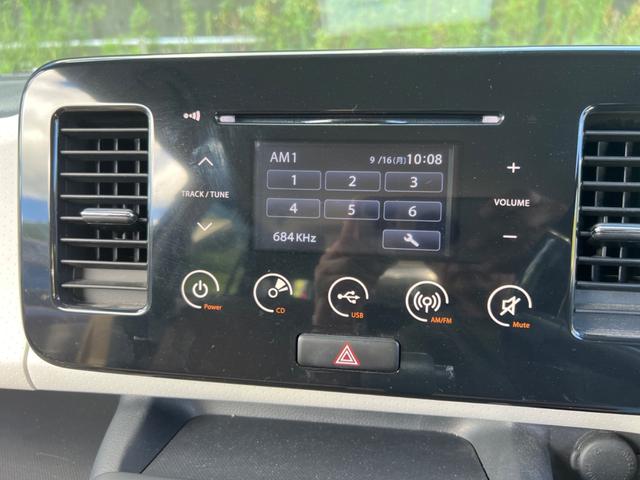 AM1 9/16(月)10:08
1 2 3
4 5 6
684KHz
TRACK / TUNE
+
VOLUME
-
Power
CD
USB
AM/FM
Mute